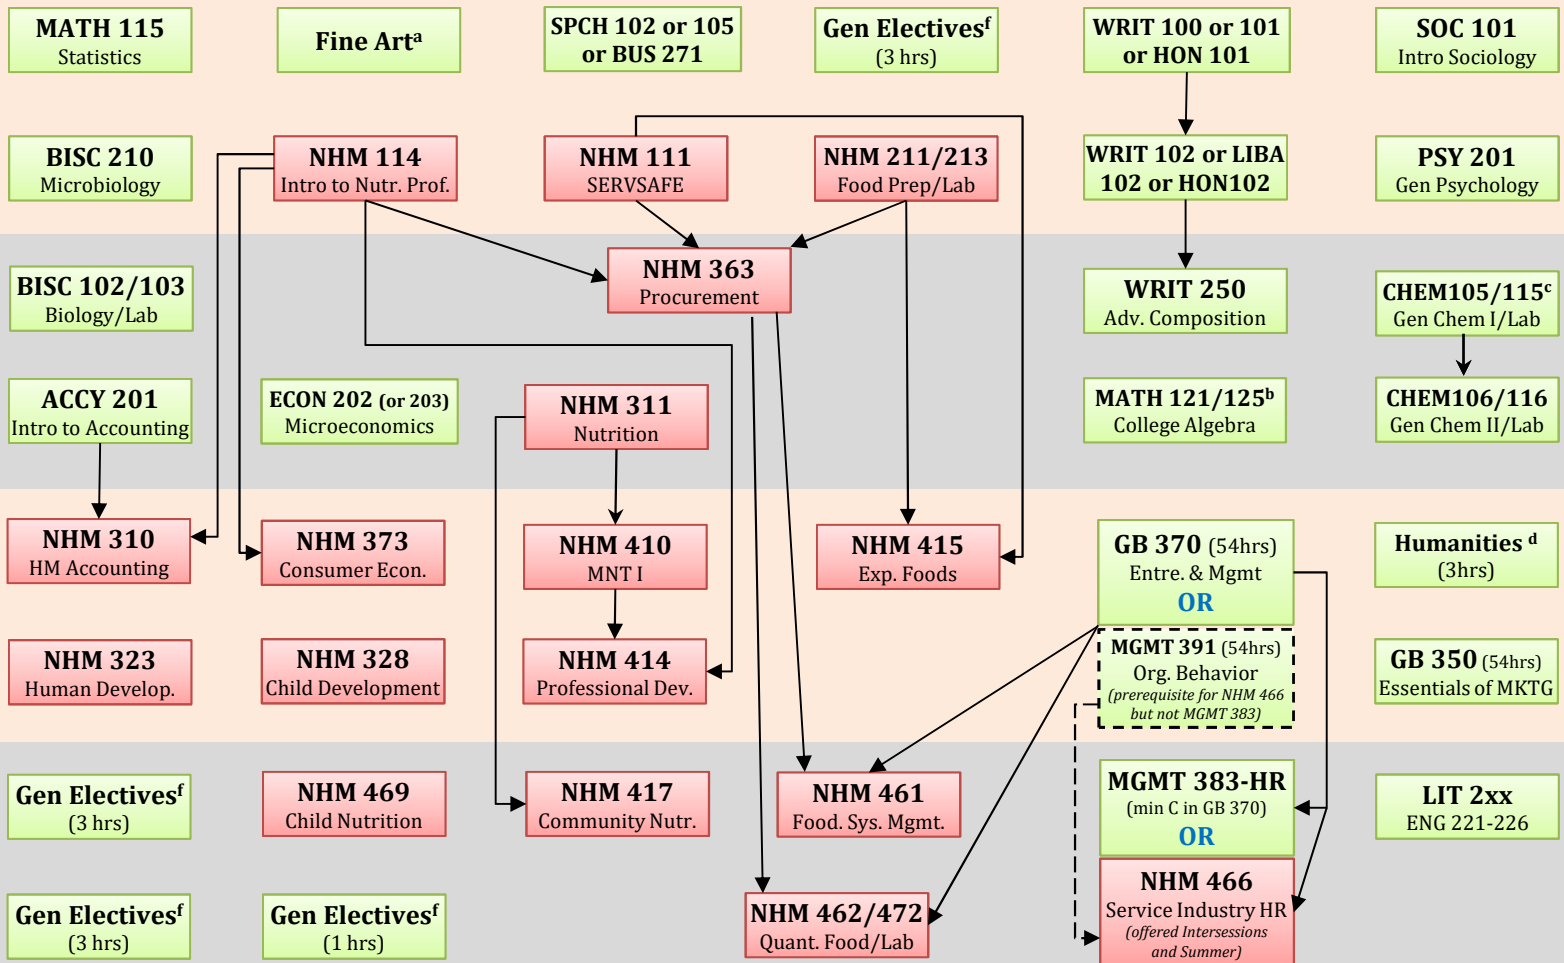 MATH 115
Statistics
Fine Artᵃ
SPCH 102 or 105
or BUS 271
Gen Electivesᶠ
(3 hrs)
WRIT 100 or 101
or HON 101
SOC 101
Intro Sociology
BISC 210
Microbiology
NHM 114
Intro to Nutr. Prof.
NHM 111
SERVSAFE
NHM 211/213
Food Prep/Lab
WRIT 102 or LIBA
102 or HON102
PSY 201
Gen Psychology
BISC 102/103
Biology/Lab
NHM 363
Procurement
WRIT 250
Adv. Composition
CHEM105/115ᶜ
Gen Chem I/Lab
ACCY 201
Intro to Accounting
ECON 202 (or 203)
Microeconomics
NHM 311
Nutrition
MATH 121/125ᵇ
College Algebra
CHEM106/116
Gen Chem II/Lab
NHM 310
HM Accounting
NHM 373
Consumer Econ.
NHM 410
MNT I
NHM 415
Exp. Foods
GB 370 (54hrs)
Entre. & Mgmt
OR
Humanities ᵈ
(3hrs)
NHM 323
Human Develop.
NHM 328
Child Development
NHM 414
Professional Dev.
MGMT 391 (54hrs)
Org. Behavior
(prerequisite for NHM 466
but not MGMT 383)
GB 350 (54hrs)
Essentials of MKTG
Gen Electivesᶠ
(3 hrs)
NHM 469
Child Nutrition
NHM 417
Community Nutr.
NHM 461
Food. Sys. Mgmt.
MGMT 383-HR
(min C in GB 370)
OR
LIT 2xx
ENG 221-226
Gen Electivesᶠ
(3 hrs)
Gen Electivesᶠ
(1 hrs)
NHM 462/472
Quant. Food/Lab
NHM 466
Service Industry HR
(offered Intersessions
and Summer)